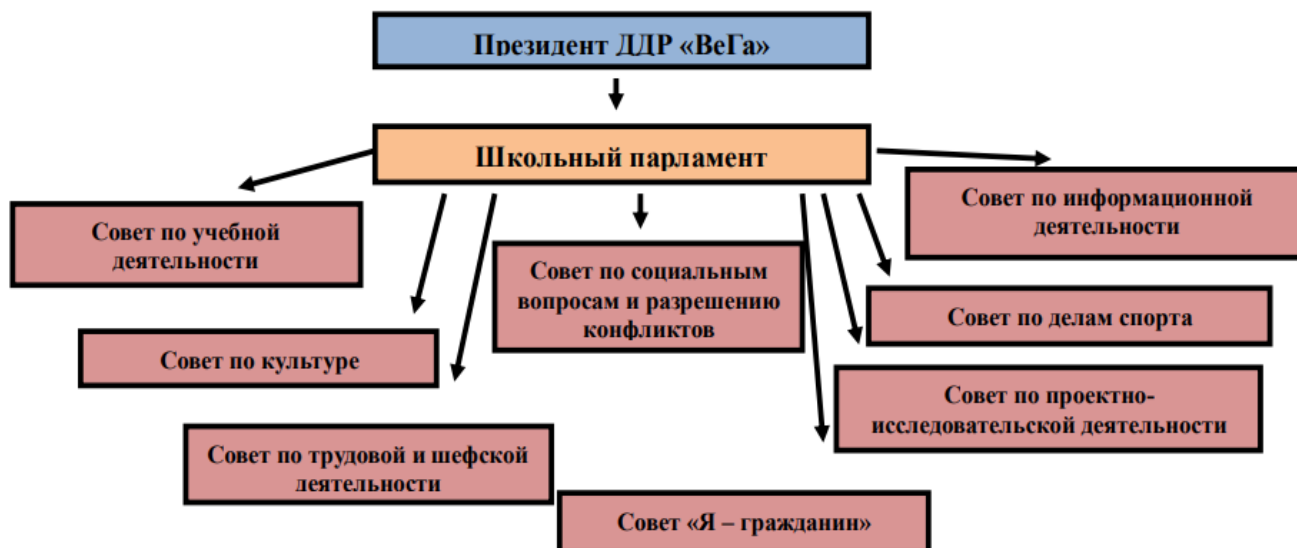 Президент ДДР «ВеГа»
Школьный парламент
Совет по информационной
деятельности
Совет по учебной
деятельности
Совет по социальным
вопросам и разрешению
конфликтов
Совет по делам спорта
Совет по культуре
Совет по проектно-
исследовательской деятельности
Совет по трудовой и шефской
деятельности
Совет «Я – гражданин»